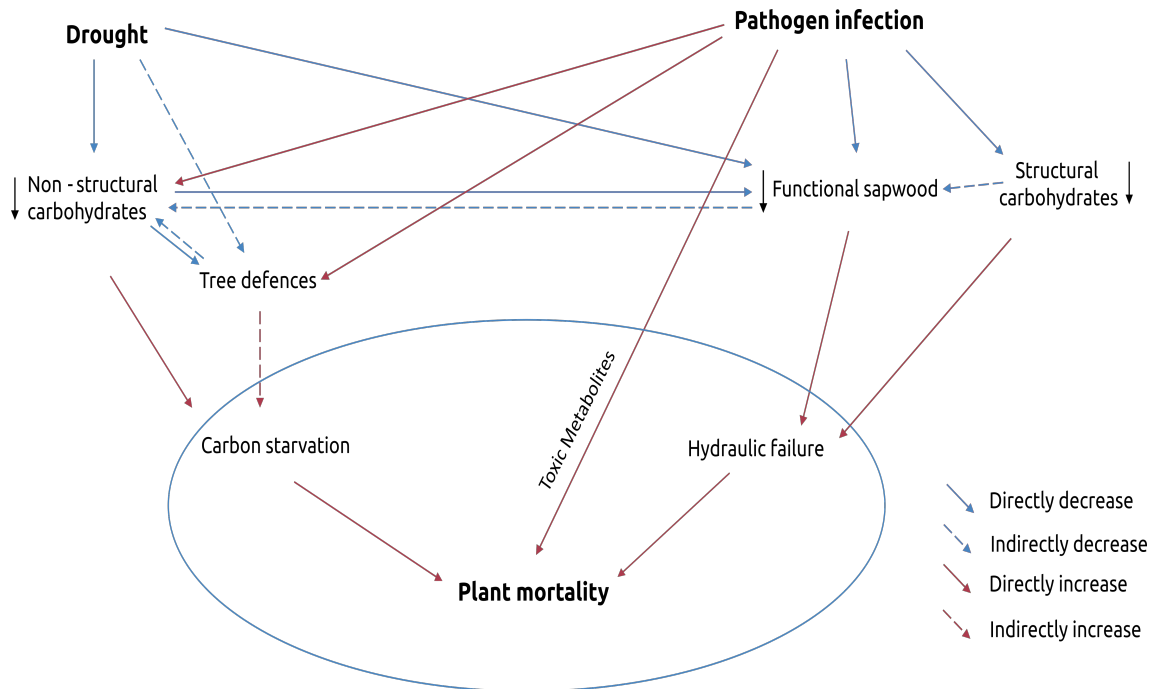 Drought
Pathogen infection
Non - structural
carbohydrates
Functional sapwood
Structural
carbohydrates
Tree defences
Toxic Metabolites
Carbon starvation
Hydraulic failure
Plant mortality
Directly decrease
Indirectly decrease
Directly increase
Indirectly increase